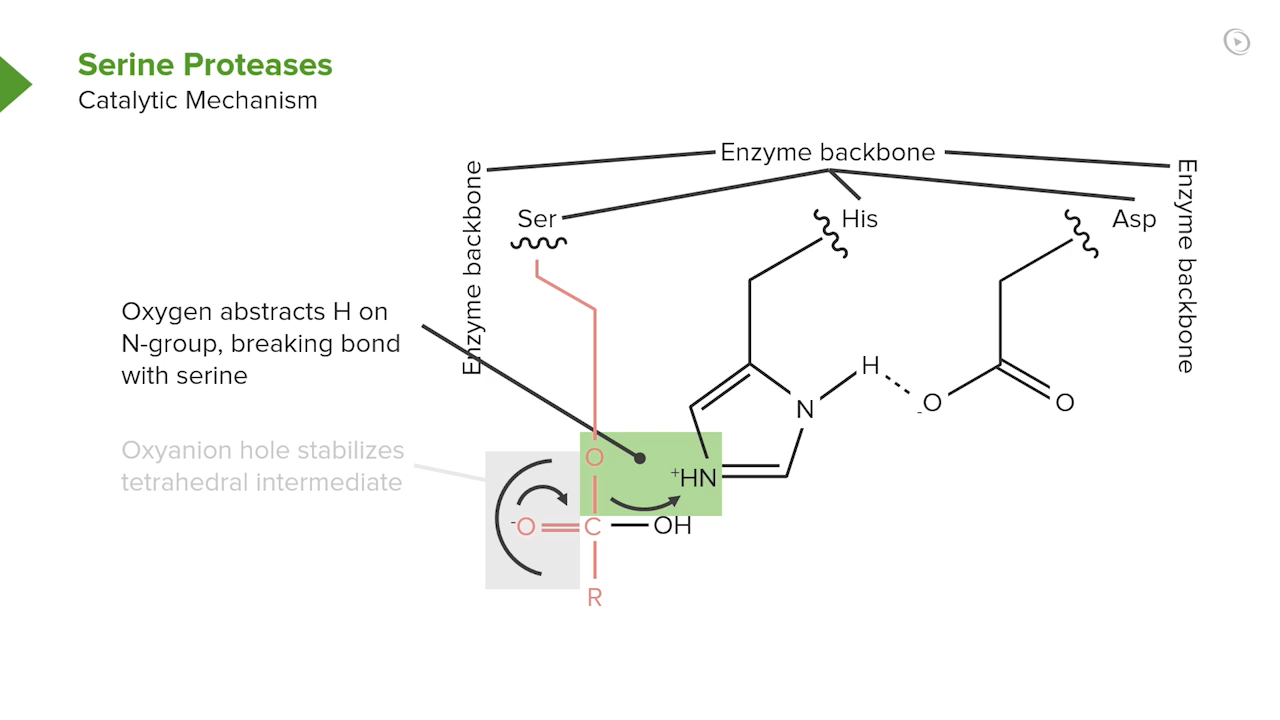 Serine Proteases
Catalytic Mechanism
Enzyme backbone
Enzyme backbone
Enzyme backbone
Ser
His
Asp
Oxygen abstracts H on
N-group, breaking bond
with serine
H
N
-O
O
Oxyanion hole stabilizes
tetrahedral intermediate
O
⁺HN
⁻O
C
OH
R